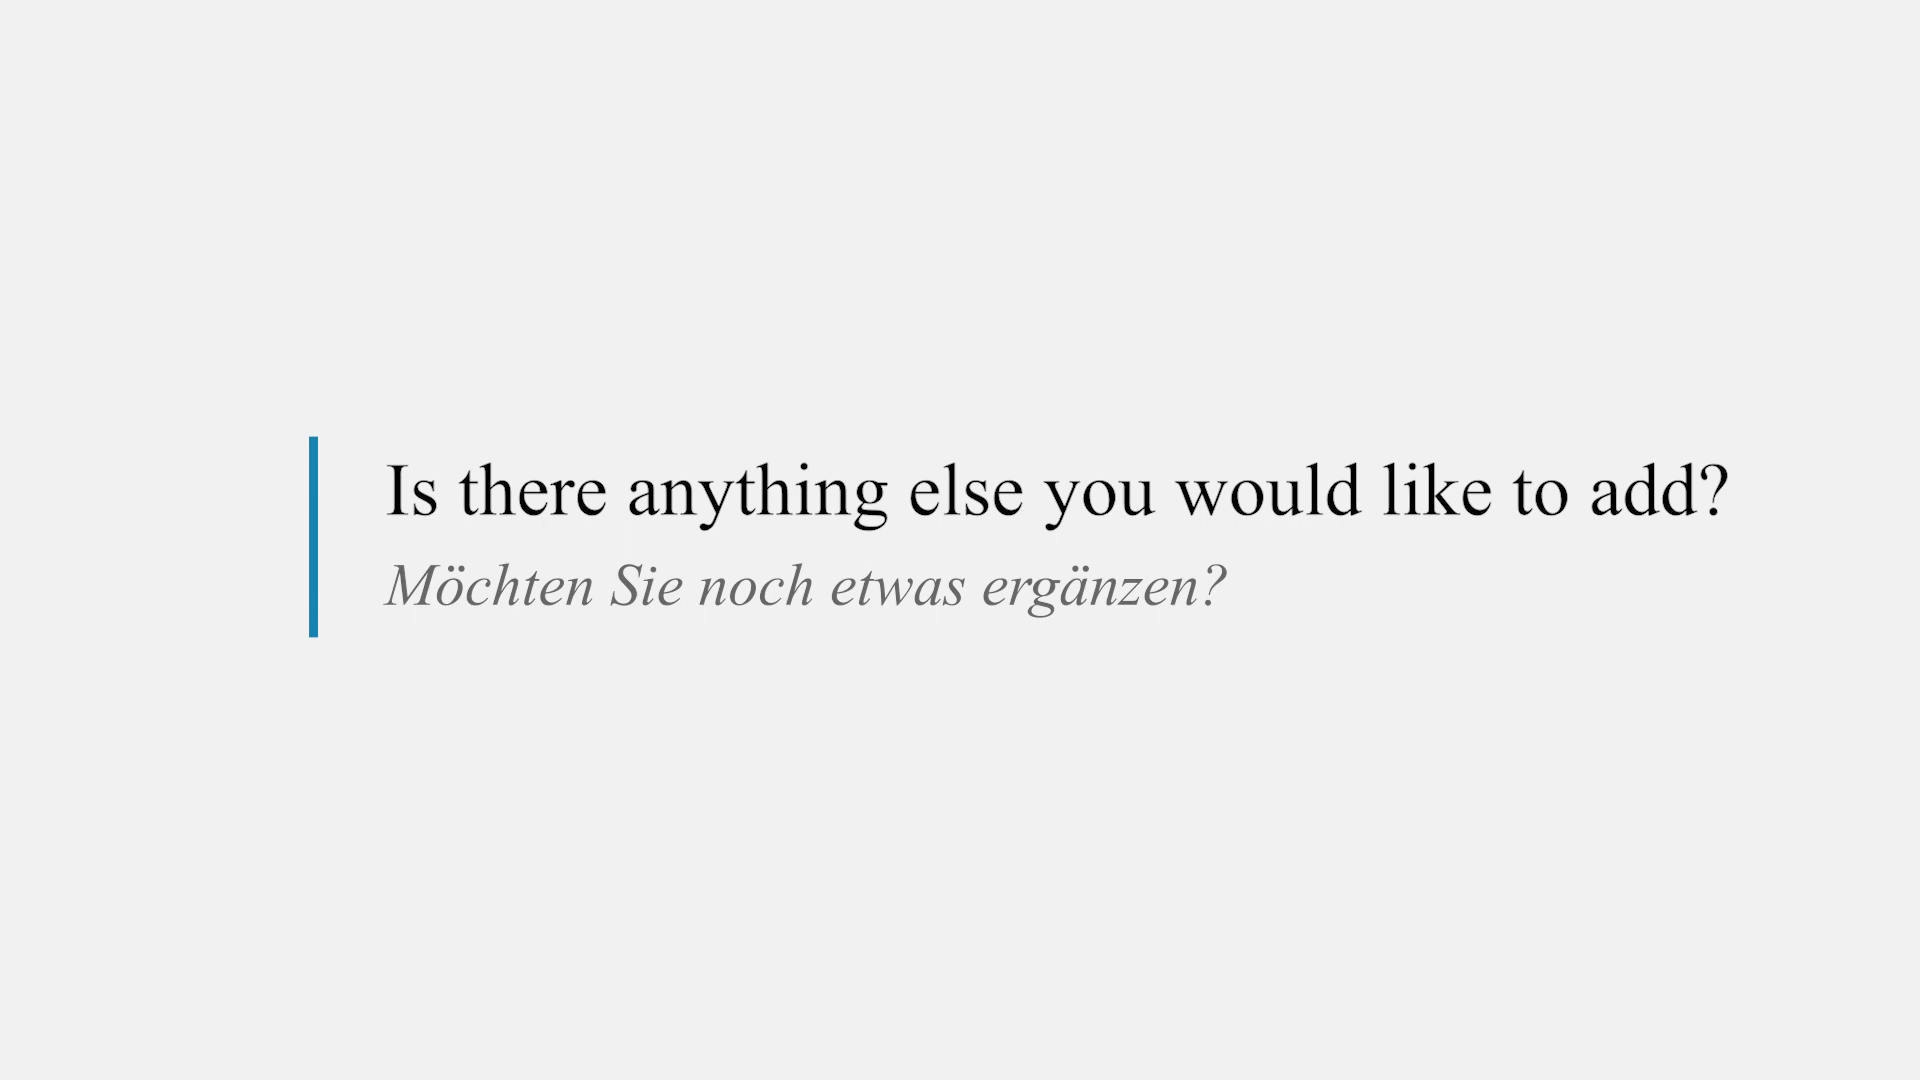 Is there anything else you would like to add?
Möchten Sie noch etwas ergänzen?